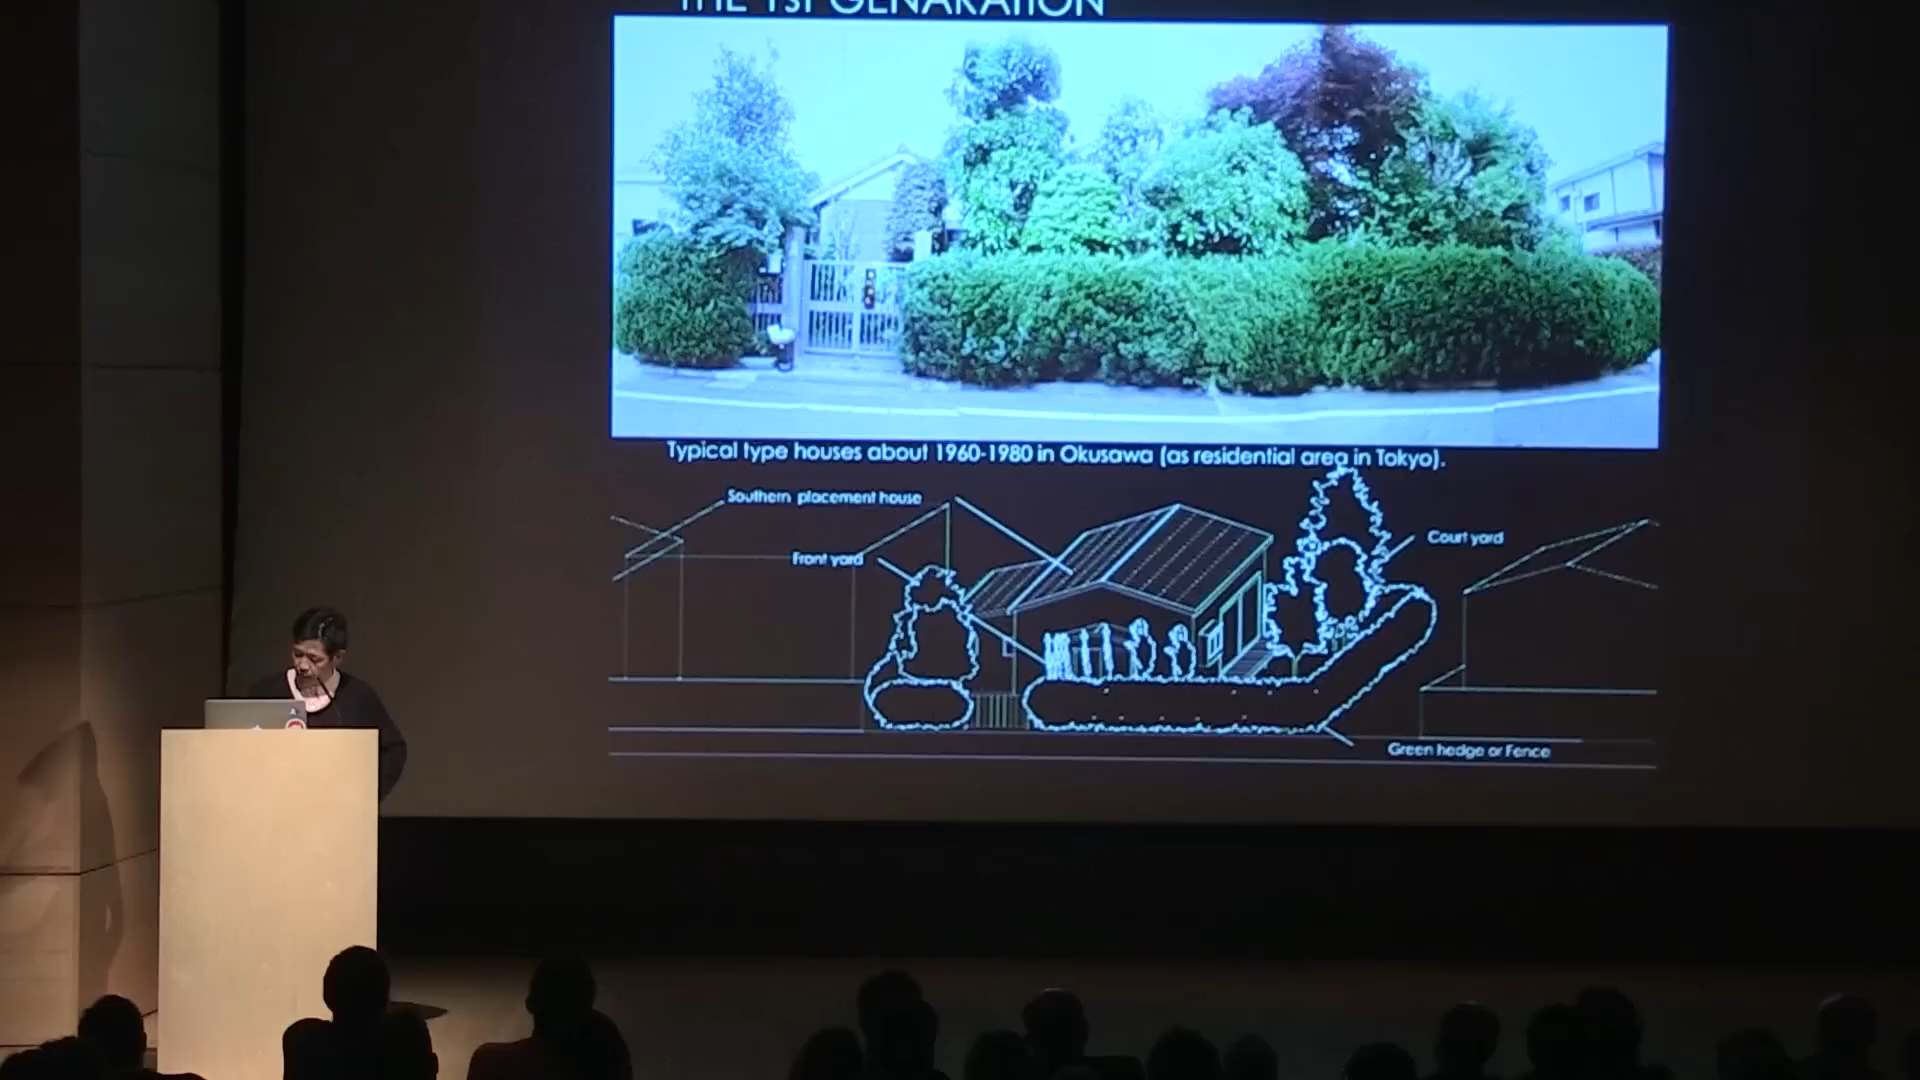 THE 1st GENARATION
Typical type houses about 1960-1980 in Okusawa (as residential area in Tokyo).
Southern placement house
Front yard
Court yard
Green hedge or Fence